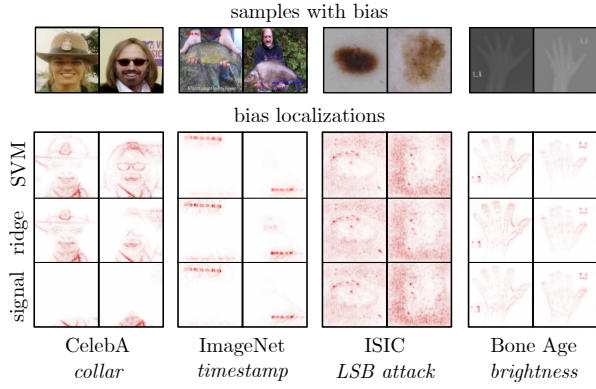 samples with bias
bias localizations
SVM
ridge
signal
CelebA ImageNet ISIC Bone Age
collar timestamp LSB attack brightness